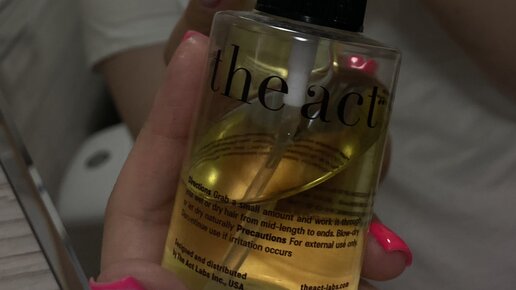 the act
Directions Grab a small amount and work it through
wet or dry hair from mid-length to ends. Blow-dry
or let dry naturally Precautions For external use only.
Discontinue use if irritation occurs
Designed and distributed
by The Act Labs Inc., USA
theact-labs.com